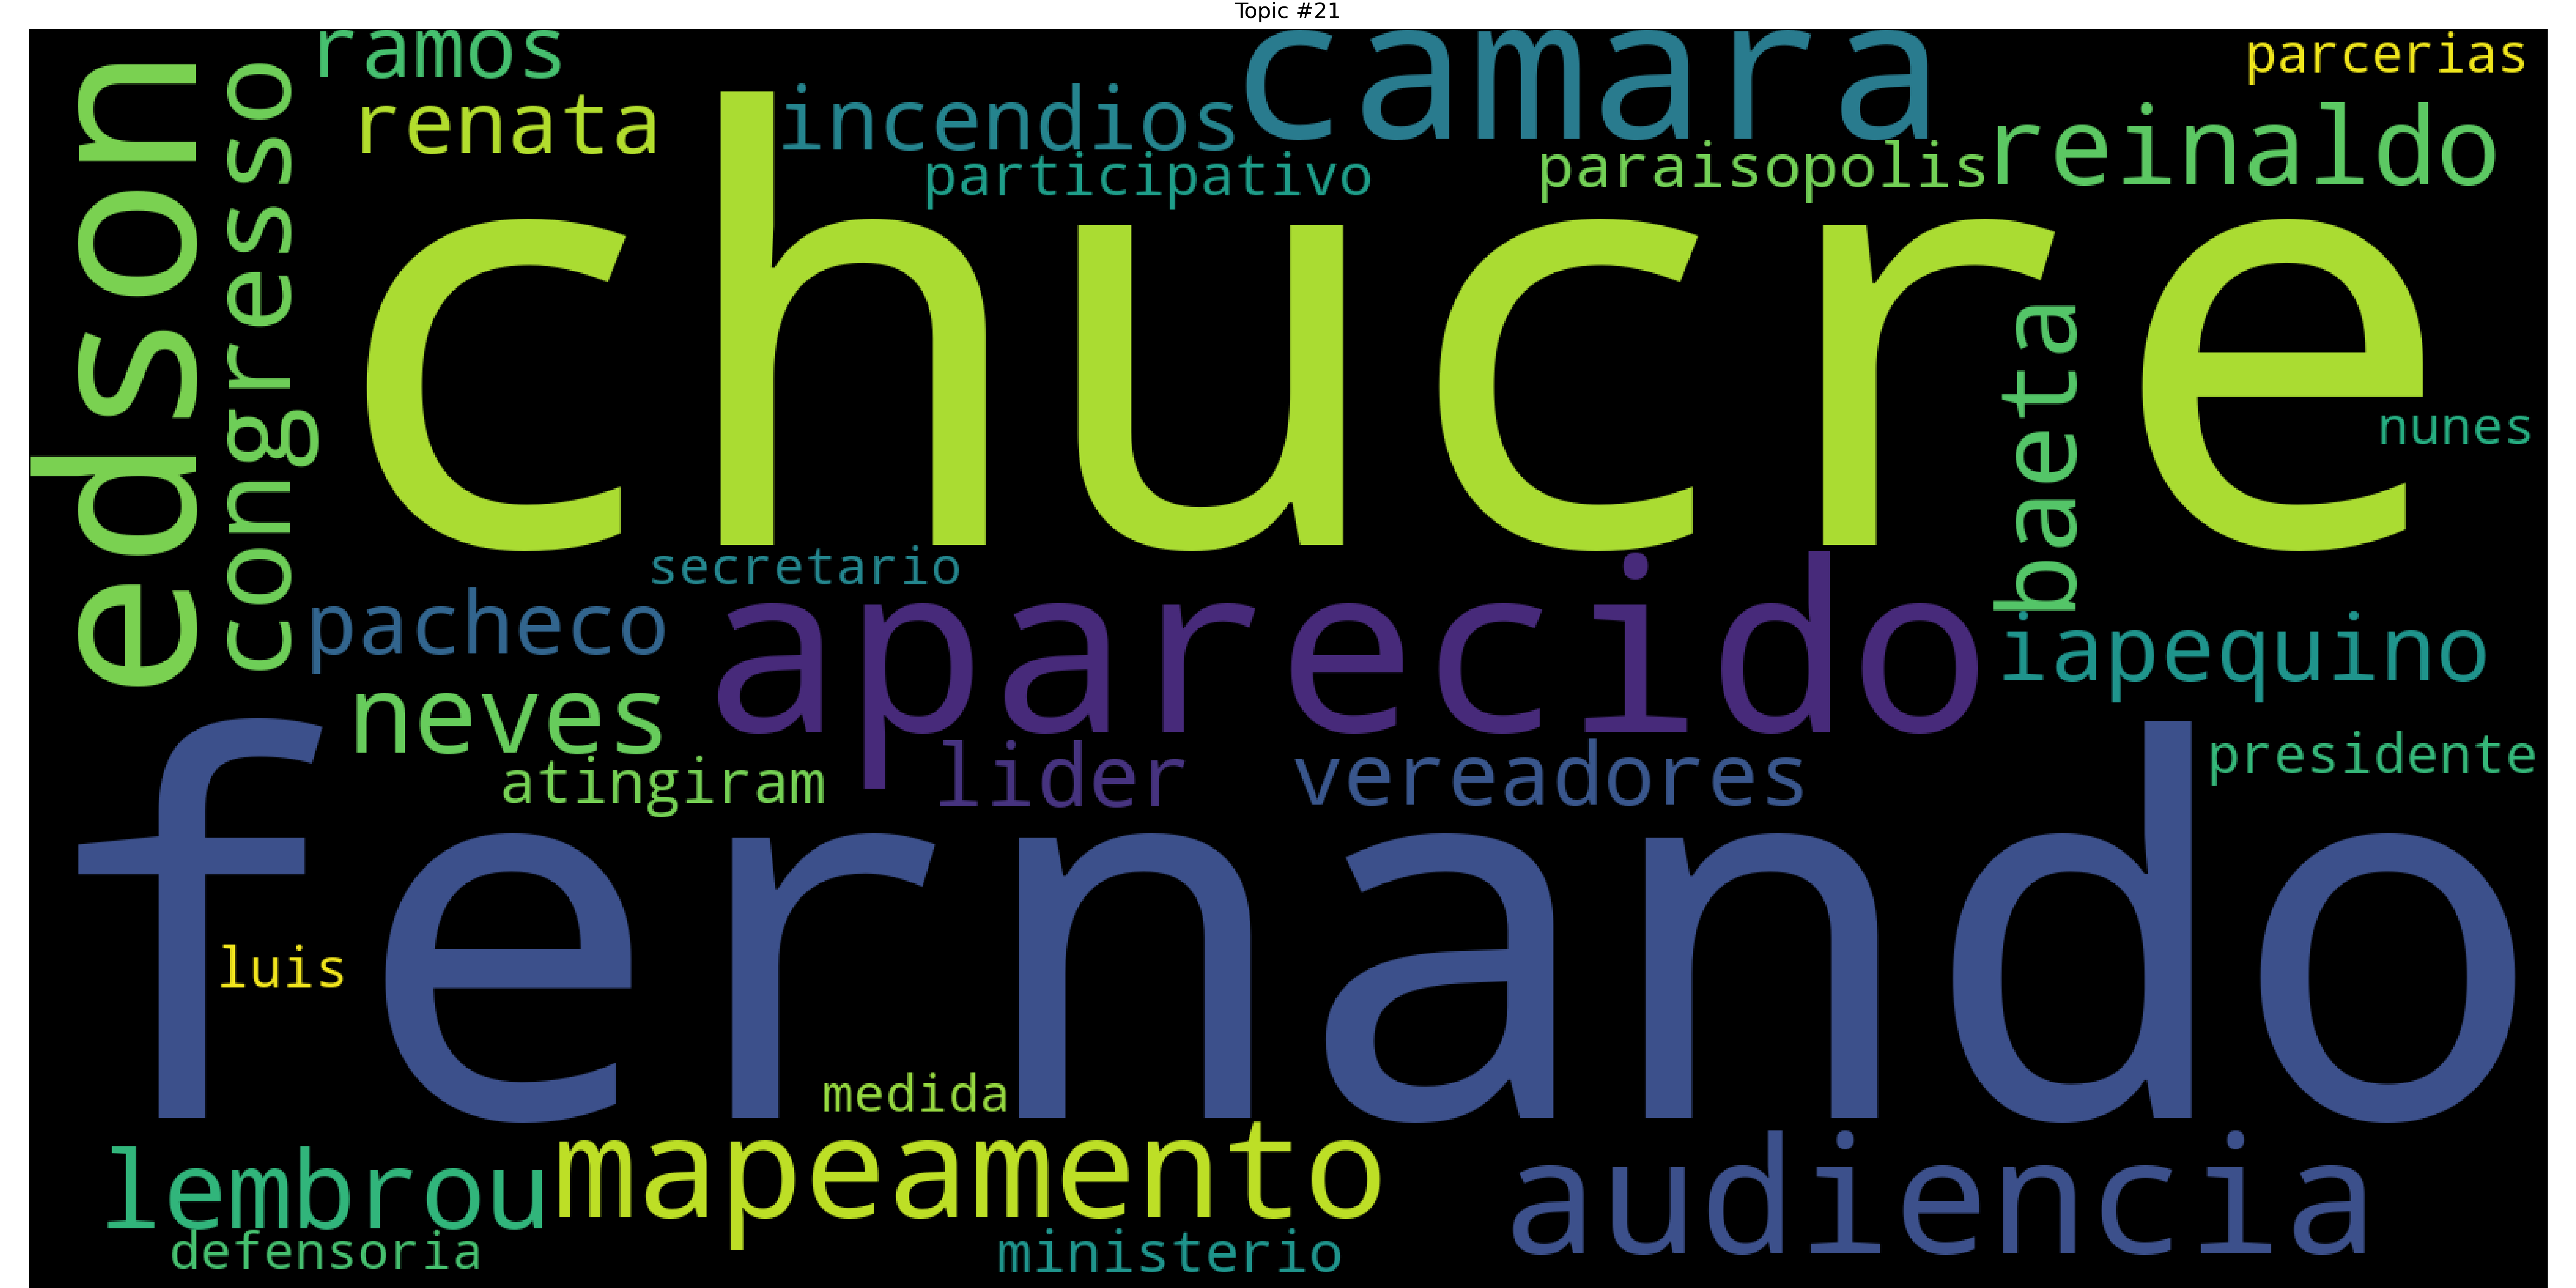 Topic #21
ramos
camara
parcerias
edson
congresso
renata
incendios
reinaldo
participativo
paraisopolis
chucre
baeta
nunes
secretario
pacheco
aparecido
iapequino
neves
atingiram
lider
vereadores
presidente
fernando
luis
medida
lembrou
mapeamento
audiencia
defensoria
ministerio